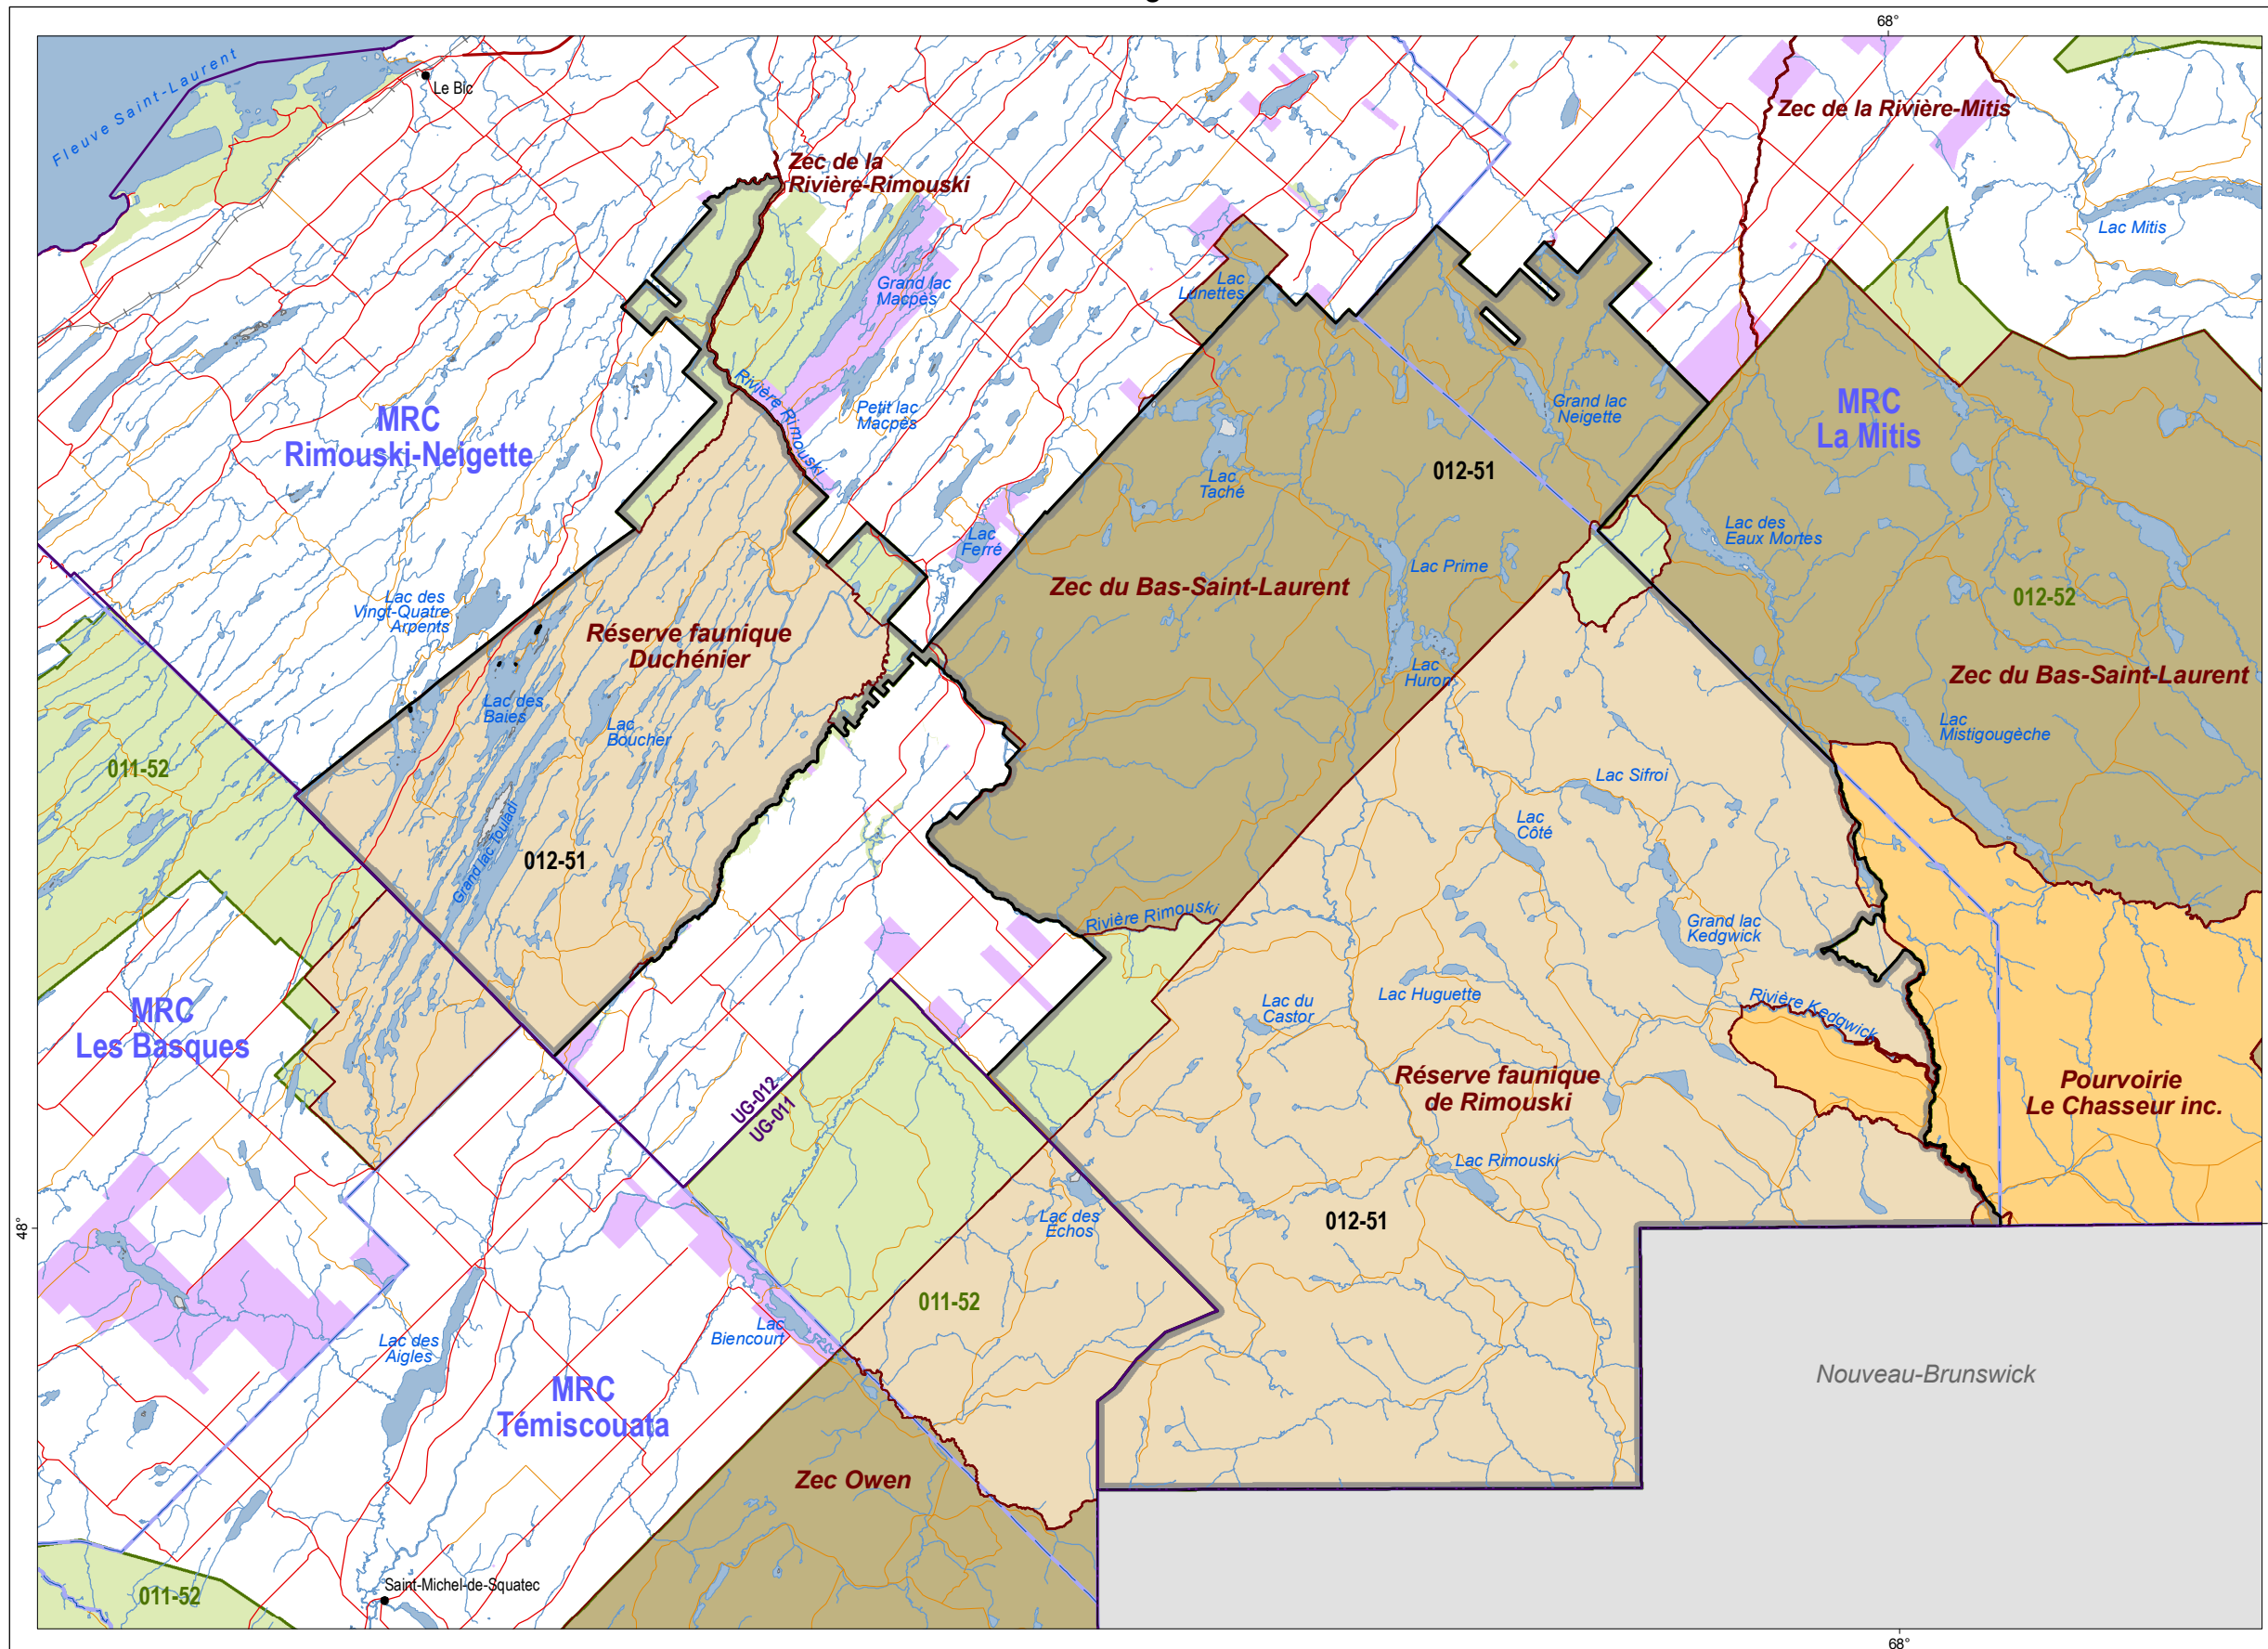 68°
Fleuve Saint-Laurent
Le Bic
Zec de la Rivière-Mitis
Zec de la
Rivière-Rimouski
Lac Mitis
Grand lac
Macpès
Lac
Lunettes
MRC
Rimouski-Neigette
Rivière Rimouski
Petit lac
Macpès
Grand lac
Neigette
MRC
La Mitis
012-51
Lac
Taché
Lac des
Eaux Mortes
Lac
Ferré
Lac Prime
Zec du Bas-Saint-Laurent
012-52
Lac des
Vingt-Quatre
Arpents
Réserve faunique
Duchénier
Lac
Huron
Zec du Bas-Saint-Laurent
Lac des
Baies
Lac
Boucher
Lac
Mistigougèche
011-52
Lac Sifroi
Lac
Côté
Grand lac Touladi
012-51
Rivière Rimouski
Grand lac
Kedgwick
MRC
Les Basques
Lac du
Castor
Lac Huguette
Rivière Kedgwick
Réserve faunique
de Rimouski
Pourvoirie
Le Chasseur inc.
UG-012
UG-011
Lac Rimouski
Lac des
Échos
012-51
48°
011-52
Lac
Biencourt
Lac des
Aigles
Nouveau-Brunswick
MRC
Témiscouata
Zec Owen
Saint-Michel-de-Squatec
011-52
68°